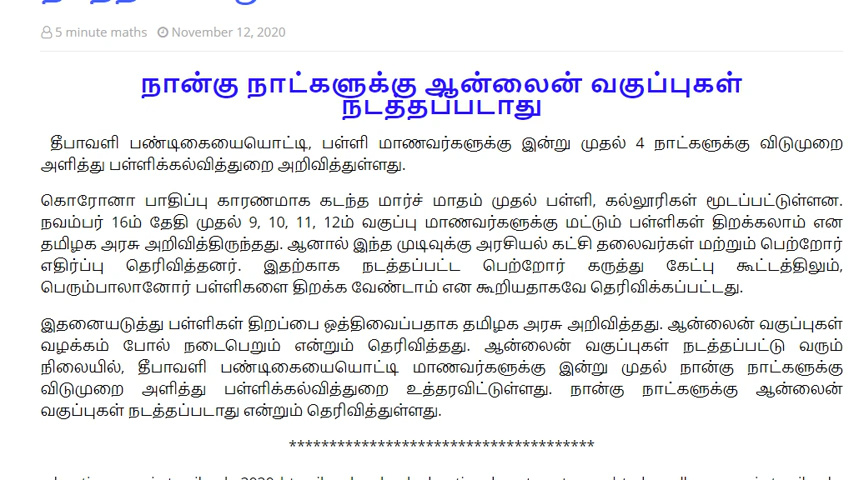 5 minute maths November 12, 2020
நான்கு நாட்களுக்கு ஆன்லைன் வகுப்புகள்
நடத்தப்படாது
தீபாவளி பண்டிகையையொட்டி, பள்ளி மாணவர்களுக்கு இன்று முதல் 4 நாட்களுக்கு விடுமுறை
அளித்து பள்ளிக்கல்வித்துறை அறிவித்துள்ளது.
கொரோனா பாதிப்பு காரணமாக கடந்த மார்ச் மாதம் முதல் பள்ளி, கல்லூரிகள் மூடப்பட்டுள்ளன.
நவம்பர் 16ம் தேதி முதல் 9, 10, 11, 12ம் வகுப்பு மாணவர்களுக்கு மட்டும் பள்ளிகள் திறக்கலாம் என
தமிழக அரசு அறிவித்திருந்தது. ஆனால் இந்த முடிவுக்கு அரசியல் கட்சி தலைவர்கள் மற்றும் பெற்றோர்
எதிர்ப்பு தெரிவித்தனர். இதற்காக நடத்தப்பட்ட பெற்றோர் கருத்து கேட்பு கூட்டத்திலும்,
பெரும்பாலானோர் பள்ளிகளை திறக்க வேண்டாம் என கூறியதாகவே தெரிவிக்கப்பட்டது.
இதனையடுத்து பள்ளிகள் திறப்பை ஒத்திவைப்பதாக தமிழக அரசு அறிவித்தது. ஆன்லைன் வகுப்புகள்
வழக்கம் போல் நடைபெறும் என்றும் தெரிவித்தது. ஆன்லைன் வகுப்புகள் நடத்தப்பட்டு வரும்
நிலையில், தீபாவளி பண்டிகையையொட்டி மாணவர்களுக்கு இன்று முதல் நான்கு நாட்களுக்கு
விடுமுறை அளித்து பள்ளிக்கல்வித்துறை உத்தரவிட்டுள்ளது. நான்கு நாட்களுக்கு ஆன்லைன்
வகுப்புகள் நடத்தப்படாது என்றும் தெரிவித்துள்ளது.
**************************************